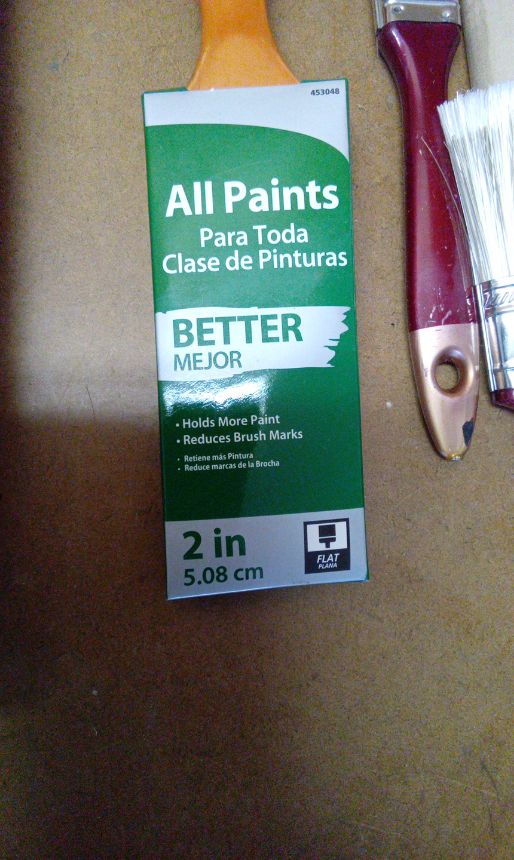 453048
All Paints
Para Toda
Clase de Pinturas
BETTER
MEJOR
• Holds More Paint
• Reduces Brush Marks
• Retiene más Pintura
• Reduce marcas de la Brocha
2 in
5.08 cm
FLAT
PLANA